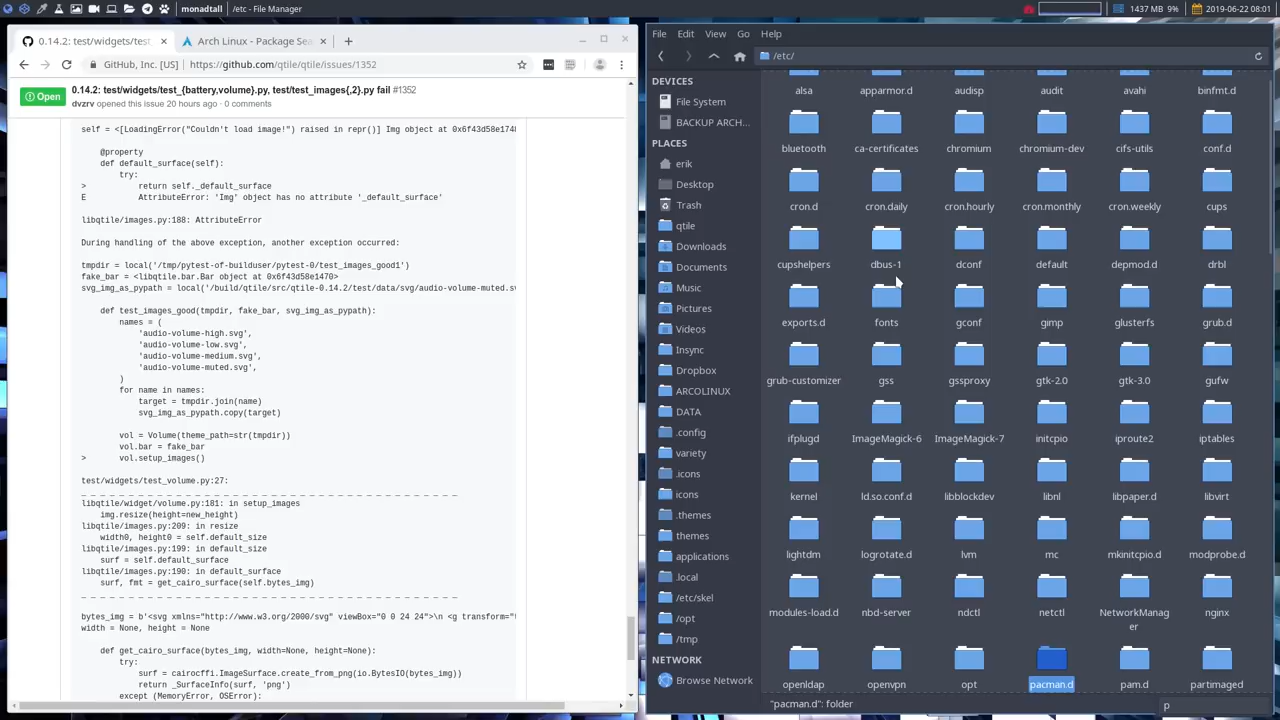 monadtall
/etc - File Manager
1437 MB 9%
2019-06-22 08:01
0.14.2: test/widgets/test_
Arch Linux - Package Sea
GitHub, Inc. [US]
https://github.com/qtile/qtile/issues/1352
Open
0.14.2: test/widgets/test_{battery,volume}.py, test/test_images{,2}.py fail #1352
dvzrv opened this issue 20 hours ago · 0 comments
self = <[LoadingError("Couldn't load image!") raised in repr()] Img object at 0x6f43d58e1748
@property
def default_surface(self):
try:
> return self._default_surface
E AttributeError: 'Img' object has no attribute '_default_surface'
libqtile/images.py:188: AttributeError
During handling of the above exception, another exception occurred:
tmpdir = local('/tmp/pytest-of-builduser/pytest-0/test_images_good1')
fake_bar = <libqtile.bar.Bar object at 0x6f43d58e1470>
svg_img_as_pypath = local('/build/qtile/src/qtile-0.14.2/test/data/svg/audio-volume-muted.sv
def test_images_good(tmpdir, fake_bar, svg_img_as_pypath):
names = (
'audio-volume-high.svg',
'audio-volume-low.svg',
'audio-volume-medium.svg',
'audio-volume-muted.svg',
)
for name in names:
target = tmpdir.join(name)
svg_img_as_pypath.copy(target)
vol = Volume(theme_path=str(tmpdir))
vol.bar = fake_bar
> vol.setup_images()
test/widgets/test_volume.py:27:
_ _ _ _ _ _ _ _ _ _ _ _ _ _ _ _ _ _ _ _ _ _ _ _ _ _ _ _ _ _ _ _ _ _ _ _ _ _ _ _
libqtile/widget/volume.py:181: in setup_images
img.resize(height=new_height)
libqtile/images.py:209: in resize
width0, height0 = self.default_size
libqtile/images.py:199: in default_size
surf = self.default_surface
libqtile/images.py:190: in default_surface
surf, fmt = get_cairo_surface(self.bytes_img)
_ _ _ _ _ _ _ _ _ _ _ _ _ _ _ _ _ _ _ _ _ _ _ _ _ _ _ _ _ _ _ _ _ _ _ _ _ _ _ _
bytes_img = b'<svg xmlns="http://www.w3.org/2000/svg" viewBox="0 0 24 24">\n <g transform="
width = None, height = None
def get_cairo_surface(bytes_img, width=None, height=None):
try:
surf = cairocffi.ImageSurface.create_from_png(io.BytesIO(bytes_img))
return _SurfaceInfo(surf, 'png')
except (MemoryError, OSError):
File Edit View Go Help
/etc/
DEVICES
File System
BACKUP ARCH...
PLACES
erik
Desktop
Trash
qtile
Downloads
Documents
Music
Pictures
Videos
Insync
Dropbox
ARCOLINUX
DATA
.config
variety
.icons
icons
.themes
themes
applications
.local
/etc/skel
/opt
/tmp
NETWORK
Browse Network
alsa apparmor.d audisp audit avahi binfmt.d
bluetooth ca-certificates chromium chromium-dev cifs-utils conf.d
cron.d cron.daily cron.hourly cron.monthly cron.weekly cups
cupshelpers dbus-1 dconf default depmod.d drbl
exports.d fonts gconf gimp glusterfs grub.d
grub-customizer gss gssproxy gtk-2.0 gtk-3.0 gufw
ifplugd ImageMagick-6 ImageMagick-7 initcpio iproute2 iptables
kernel ld.so.conf.d libblockdev libnl libpaper.d libvirt
lightdm logrotate.d lvm mc mkinitcpio.d modprobe.d
modules-load.d nbd-server ndctl netctl NetworkManag
er nginx
openldap openvpn opt pacman.d pam.d partimaged
"pacman.d": folder
p